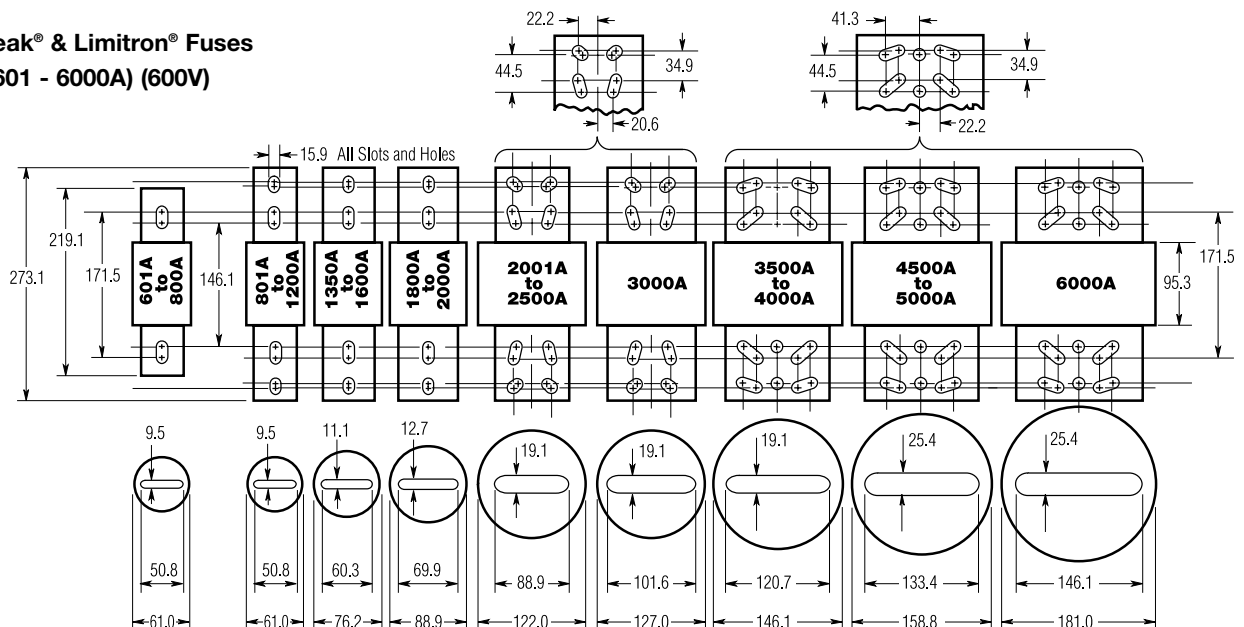 eak® & Limitron® Fuses
601 - 6000A) (600V)
22.2
44.5
34.9
20.6
41.3
44.5
34.9
22.2
15.9 All Slots and Holes
273.1
219.1
171.5
146.1
171.5
95.3
601A
to
800A
801A
to
1200A
1350A
to
1600A
1800A
to
2000A
2001A
to
2500A
3000A
3500A
to
4000A
4500A
to
5000A
6000A
9.5
9.5
11.1
12.7
19.1
19.1
19.1
25.4
25.4
50.8
50.8
60.3
69.9
88.9
101.6
120.7
133.4
146.1
61.0
61.0
76.2
88.9
122.0
127.0
146.1
158.8
181.0